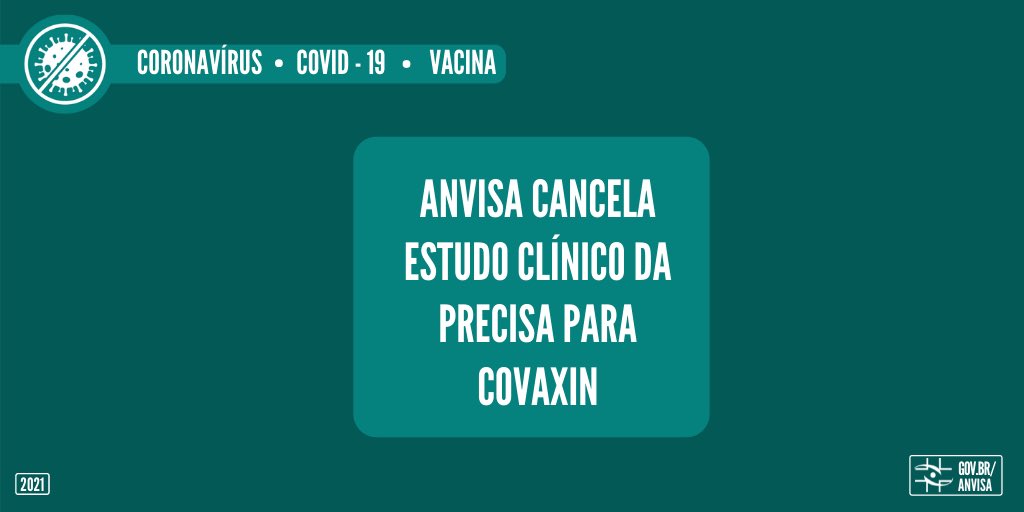 CORONAVÍRUS • COVID - 19 • VACINA
ANVISA CANCELA
ESTUDO CLÍNICO DA
PRECISA PARA
COVAXIN
2021
GOV.BR/
ANVISA